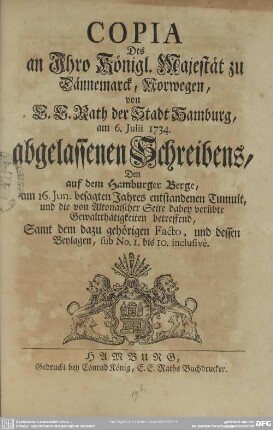 COPIA
Des
an Ihro Königl. Majestät zu
Dännemarck, Norwegen,
von
E. E. Rath der Stadt Hamburg,
am 6. Julii 1734.
abgelassenen Schreibens,
Den
auf dem Hamburger Berge,
am 16. Jun. besagten Jahres entstandenen Tumult,
und die von Altonaischer Seite dabey verübte
Gewaltthätigkeiten betreffend,
Samt dem dazu gehörigen Facto, und dessen
Beylagen, sub No. 1. bis 10. inclusive.
HAMBURG,
Gedruckt bey Conrad König, E. E. Raths Buchdrucker.